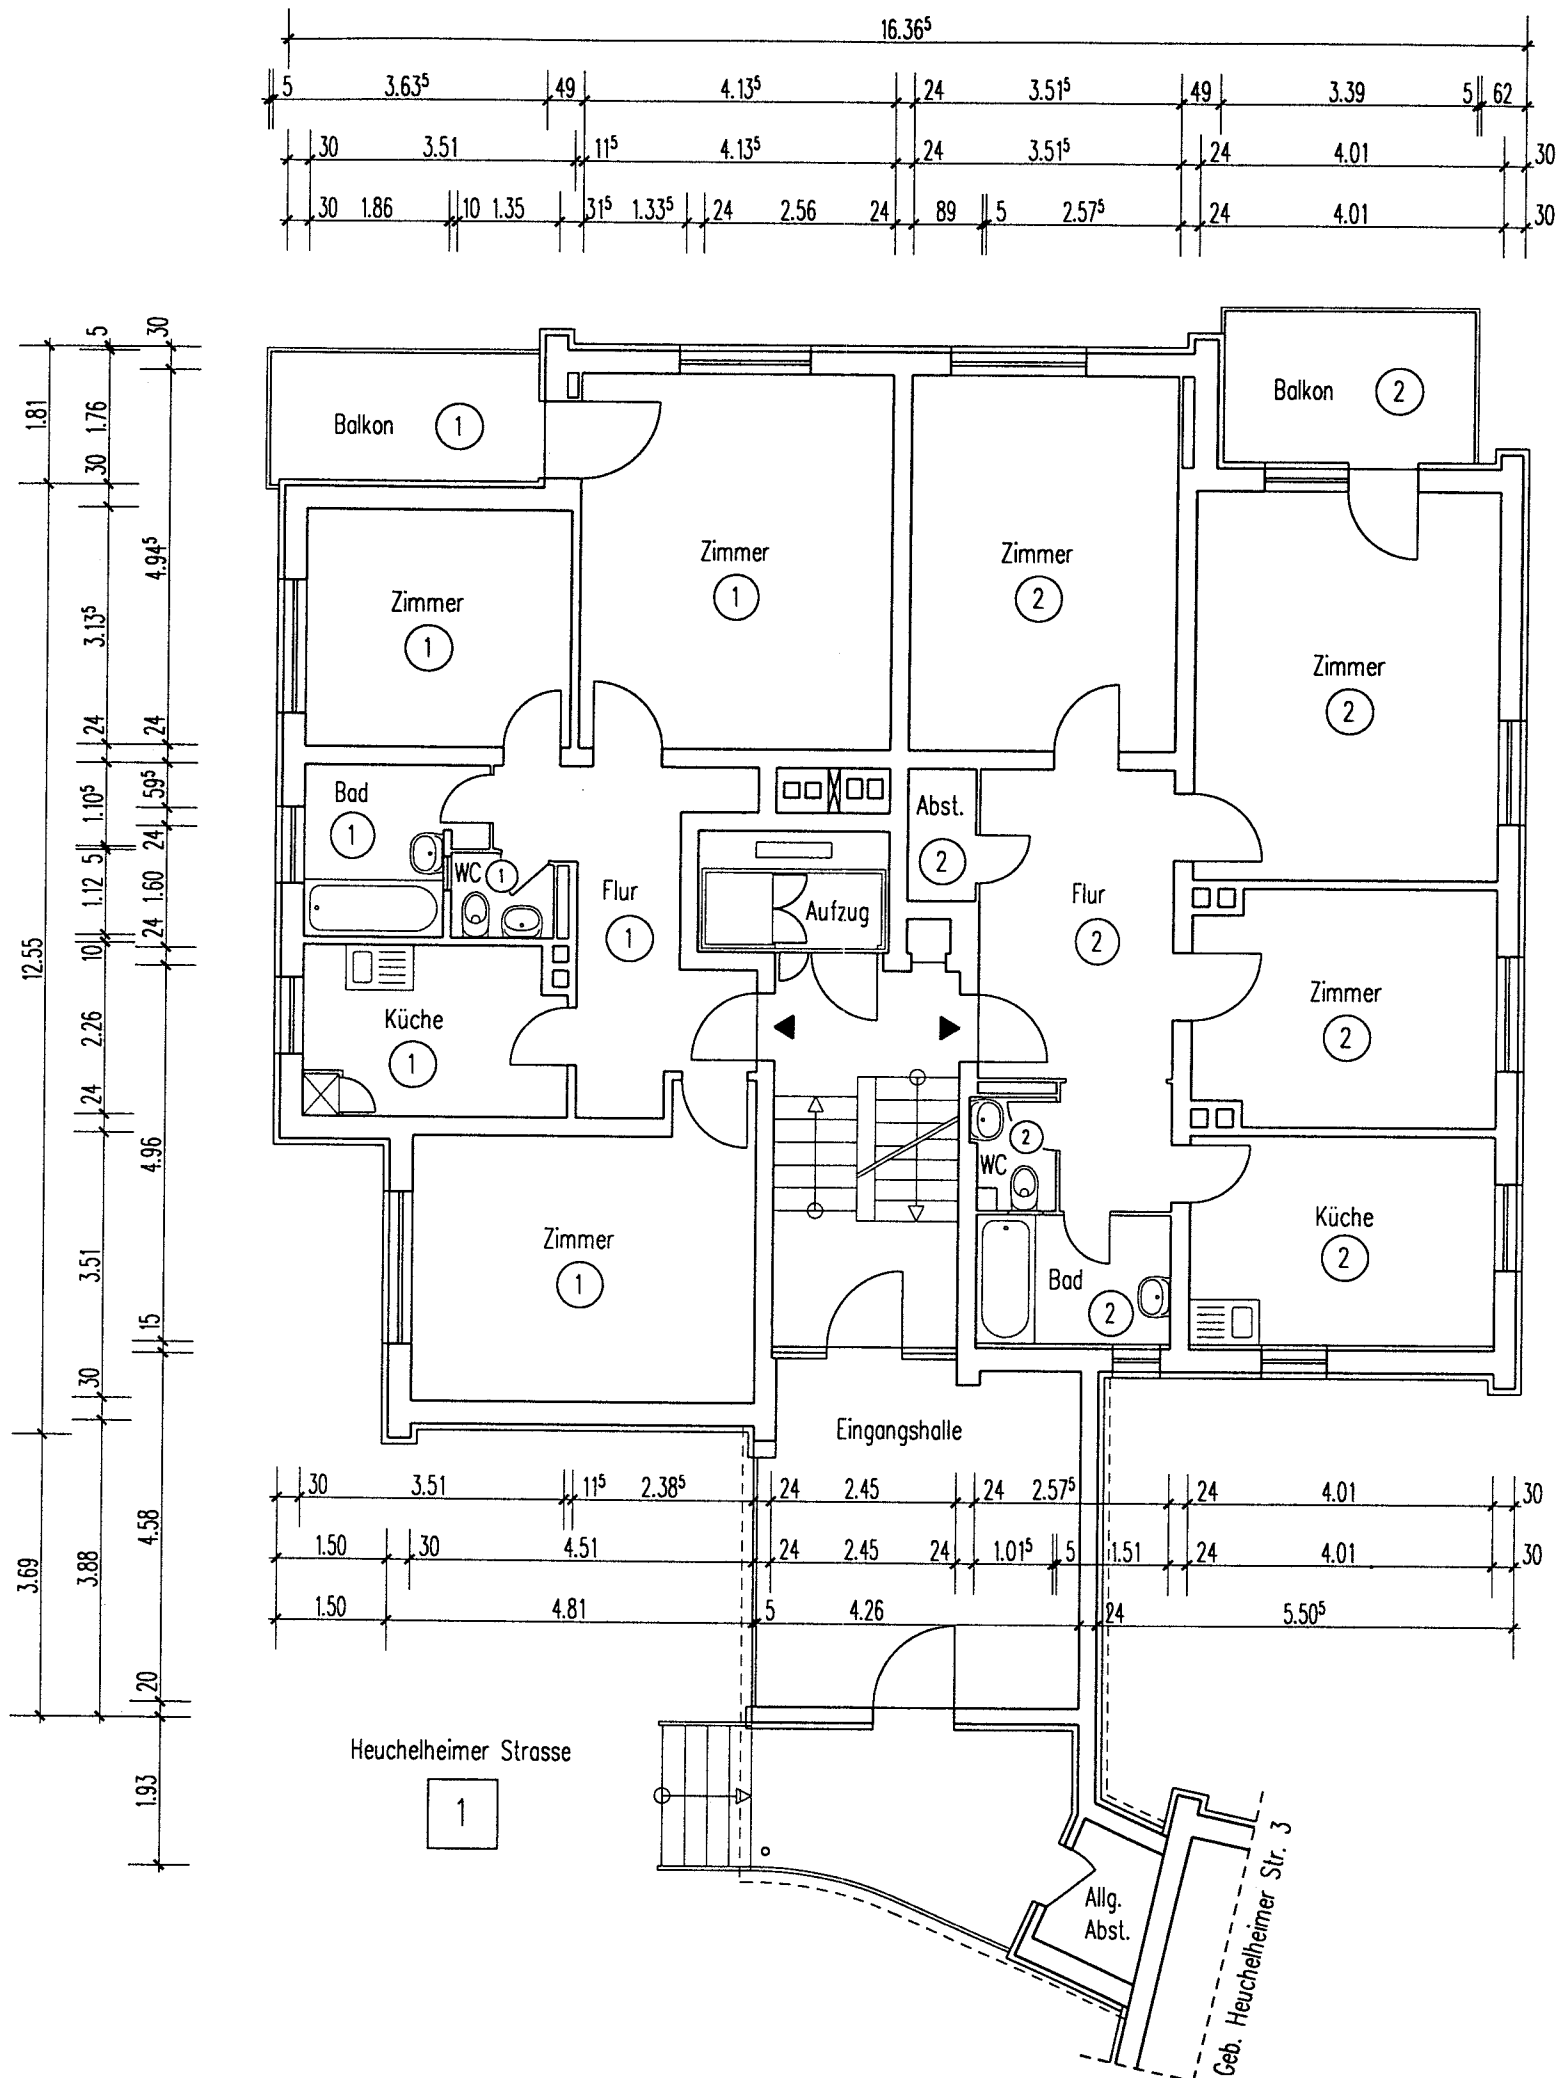 16.36⁵
5 3.63⁵ 49 4.13⁵ 24 3.51⁵ 49 3.39 5 62
30 3.51 11⁵ 4.13⁵ 24 3.51⁵ 24 4.01 30
30 1.86 10 1.35 31⁵ 1.33⁵ 24 2.56 24 89 5 2.57⁵ 24 4.01 30
1.81 12.55 3.69
5 1.76 30 3.13⁵ 24 1.10⁵ 5 1.12 10 2.26 24 3.51 30 3.88
30 4.94⁵ 24 59⁵ 24 1.60 24 4.96 15 4.58 20 1.93
Balkon 1
Balkon 2
Zimmer
1
Zimmer
1
Zimmer
2
Zimmer
2
Bad
1
WC 1
Flur
1
Aufzug
Abst.
2
Flur
2
Zimmer
2
Küche
1
2
WC
Zimmer
1
Bad
2
Küche
2
Eingangshalle
30 3.51 11⁵ 2.38⁵ 24 2.45 24 2.57⁵ 24 4.01 30
1.50 30 4.51 24 2.45 24 1.01⁵ 5 1.51 24 4.01 30
1.50 4.81 5 4.26 24 5.50⁵
Heuchelheimer Strasse
1
Allg.
Abst.
Geb. Heuchelheimer Str. 3